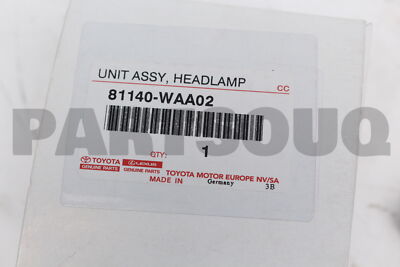 UNIT ASSY, HEADLAMP
CC
81140-WAA02
PARTSOUQ
QTY: 1
TOYOTA LEXUS
GENUINE PARTS GENUINE PARTS TOYOTA MOTOR EUROPE NV/SA
MADE IN Germany 3B